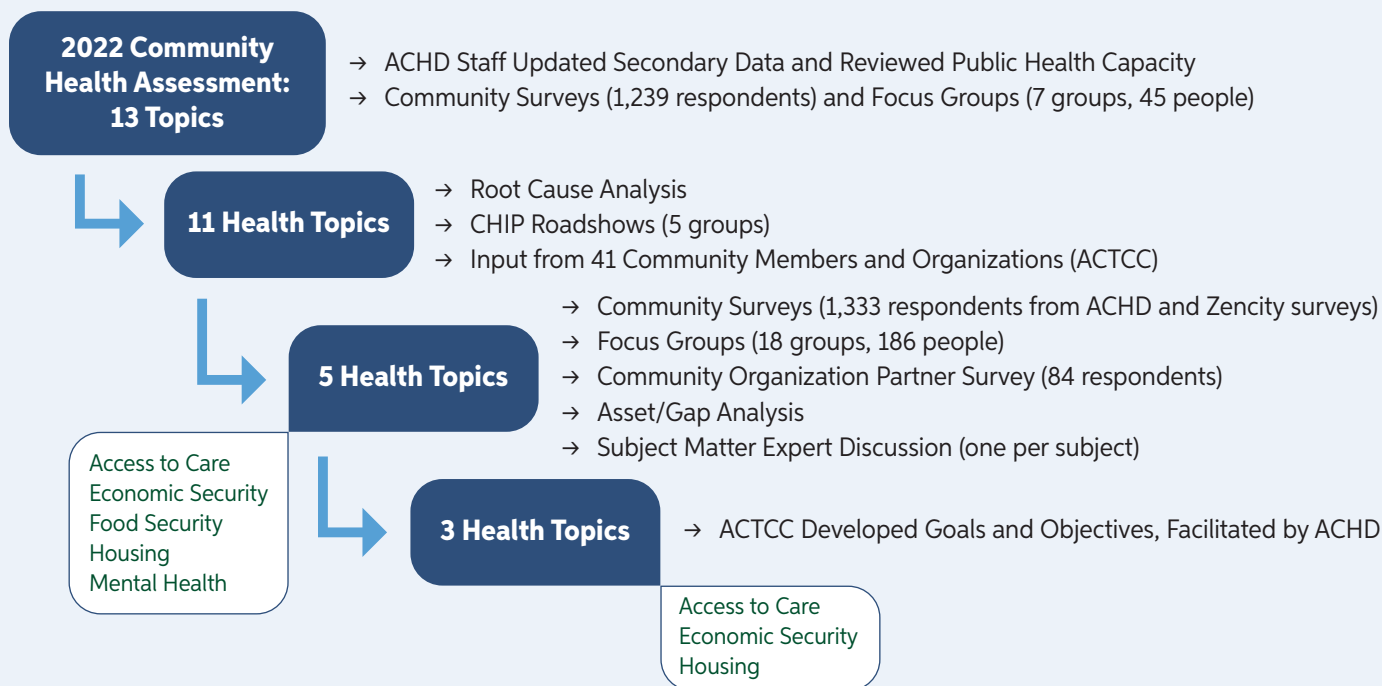 2022 Community
Health Assessment:
13 Topics
→ ACHD Staff Updated Secondary Data and Reviewed Public Health Capacity
→ Community Surveys (1,239 respondents) and Focus Groups (7 groups, 45 people)
11 Health Topics
→ Root Cause Analysis
→ CHIP Roadshows (5 groups)
→ Input from 41 Community Members and Organizations (ACTCC)
5 Health Topics
→ Community Surveys (1,333 respondents from ACHD and Zencity surveys)
→ Focus Groups (18 groups, 186 people)
→ Community Organization Partner Survey (84 respondents)
→ Asset/Gap Analysis
→ Subject Matter Expert Discussion (one per subject)
Access to Care
Economic Security
Food Security
Housing
Mental Health
3 Health Topics
→ ACTCC Developed Goals and Objectives, Facilitated by ACHD
Access to Care
Economic Security
Housing